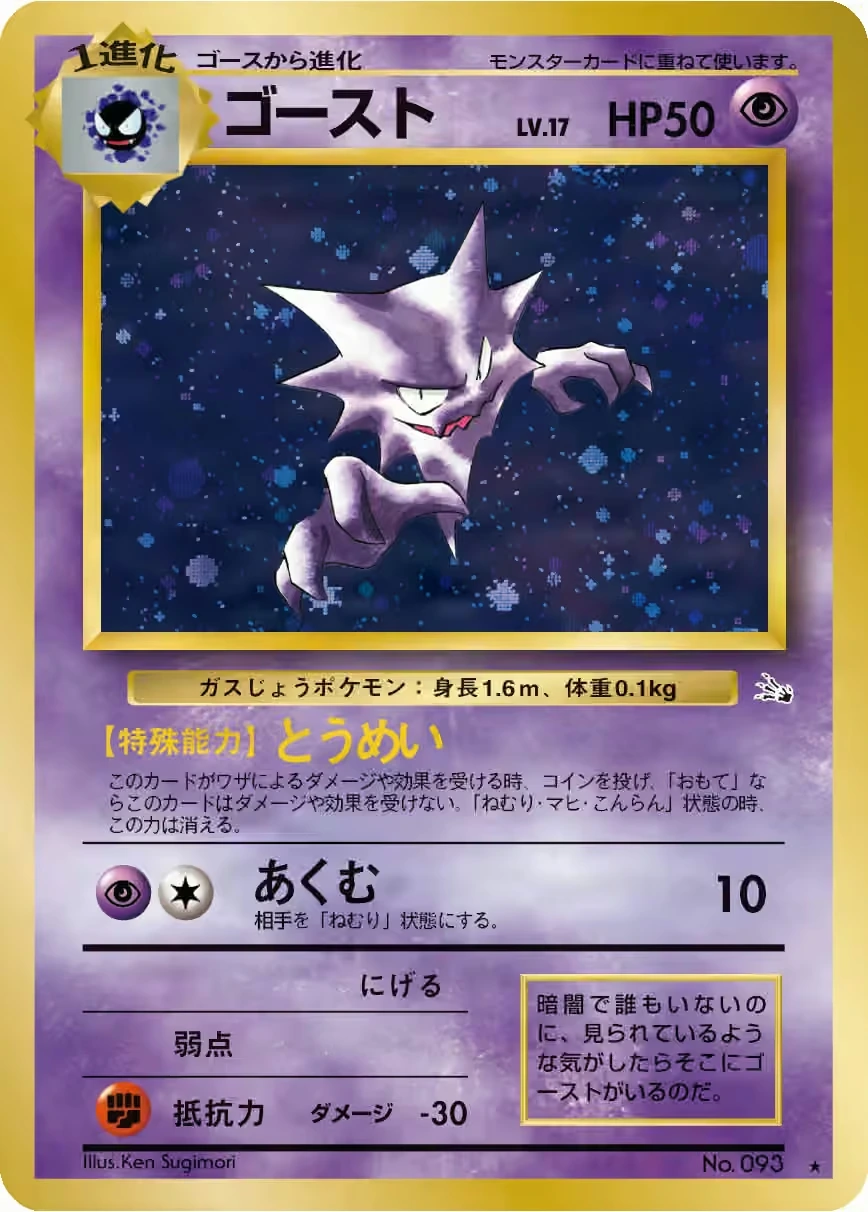 1進化
ゴースから進化
モンスターカードに重ねて使います。
ゴースト
LV.17 HP50
ガスじょうポケモン：身長1.6m、体重0.1kg
【特殊能力】とうめい
このカードがワザによるダメージや効果を受ける時、コインを投げ、「おもて」な
らこのカードはダメージや効果を受けない。「ねむり・マヒ・こんらん」状態の時、
この力は消える。
あくむ 10
相手を「ねむり」状態にする。
にげる
弱点
抵抗力 ダメージ -30
暗闇で誰もいないの
に、見られているよう
な気がしたらそこにゴ
ーストがいるのだ。
Illus.Ken Sugimori
No.093 ★